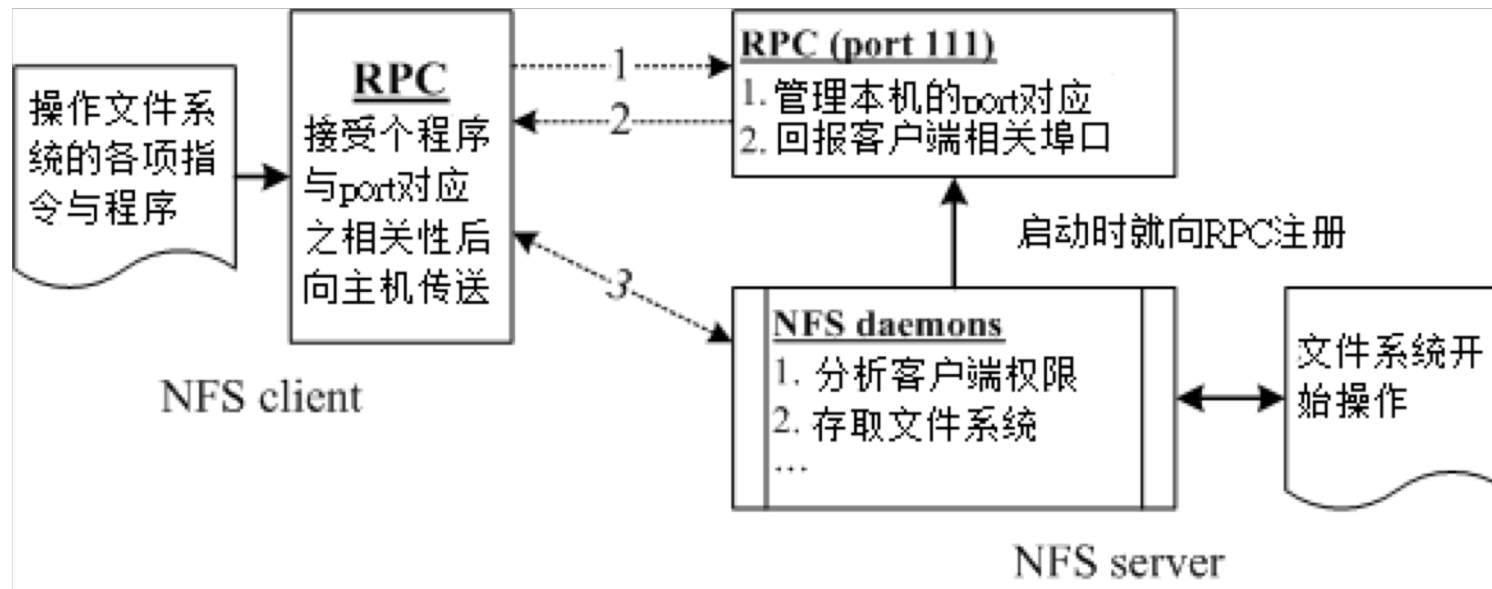 操作文件系
统的各项指
令与程序
RPC
接受个程序
与port对应
之相关性后
向主机传送
NFS client
1
2
3
RPC (port 111)
1. 管理本机的port对应
2. 回报客户端相关埠口
启动时就向RPC注册
NFS daemons
1. 分析客户端权限
2. 存取文件系统
...
文件系统开
始操作
NFS server